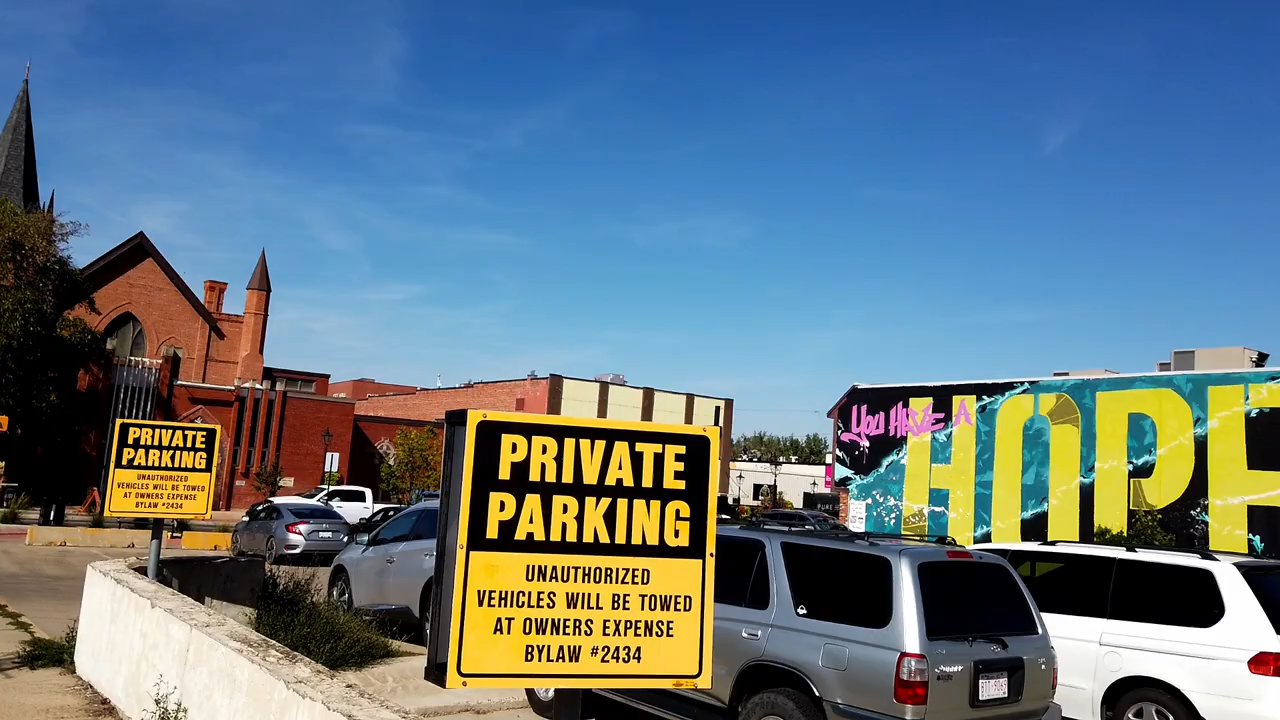 PRIVATE
PARKING
UNAUTHORIZED
VEHICLES WILL BE TOWED
AT OWNERS EXPENSE
BYLAW #2434
PRIVATE
PARKING
UNAUTHORIZED
VEHICLES WILL BE TOWED
AT OWNERS EXPENSE
BYLAW #2434
YOU HAVE A
HOPE
PURE